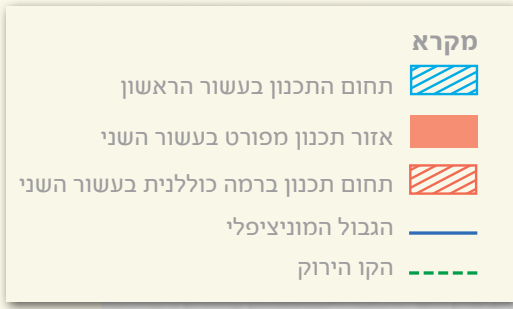 מקרא
תחום התכנון בעשור הראשון
אזור תכנון מפורט בעשור השני
תחום תכנון ברמה כוללנית בעשור השני
הגבול המוניציפלי
הקו הירוק